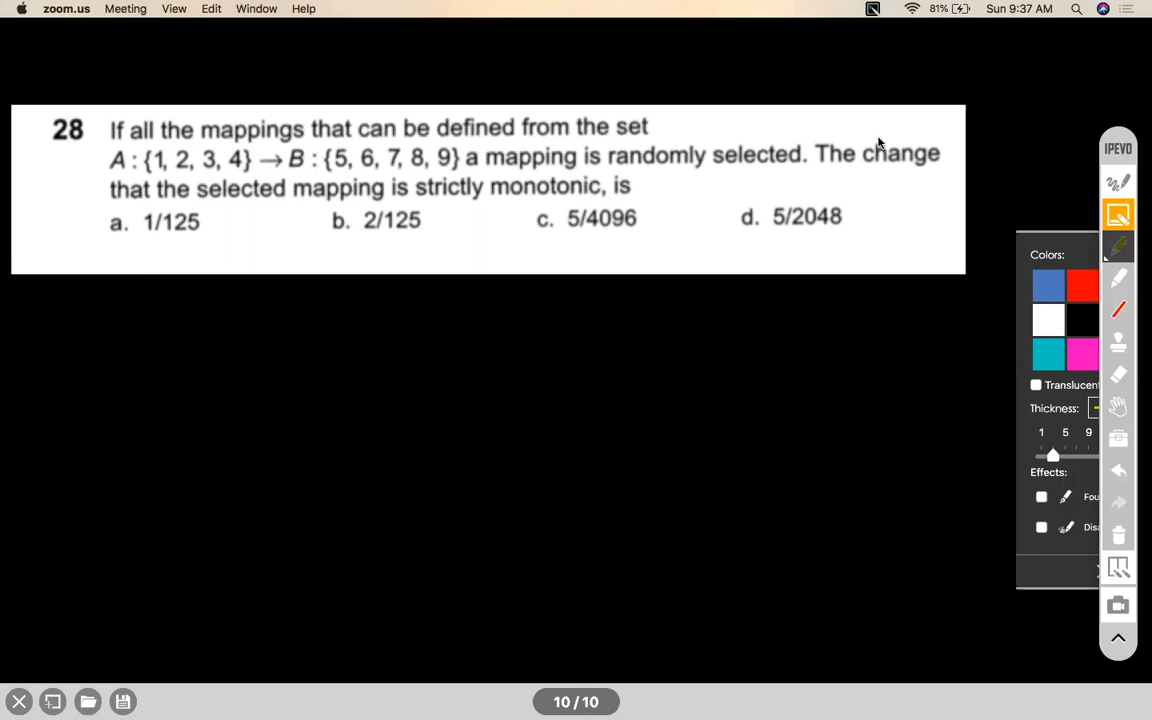 zoom.us Meeting View Edit Window Help 81% Sun 9:37 AM
28 If all the mappings that can be defined from the set
A : {1, 2, 3, 4} → B : {5, 6, 7, 8, 9} a mapping is randomly selected. The change
that the selected mapping is strictly monotonic, is
a. 1/125 b. 2/125 c. 5/4096 d. 5/2048
IPEVO
Colors:
Translucent
Thickness:
1 5 9
Effects:
Fou
Disa
10 / 10